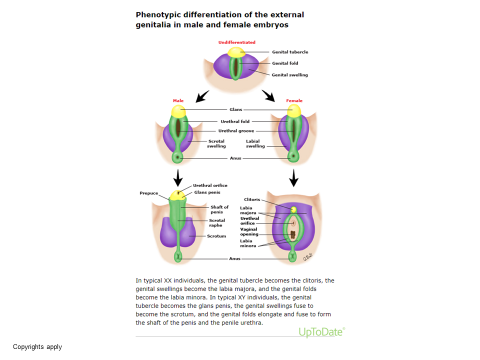 Phenotypic differentiation of the external
genitalia in male and female embryos
Undifferentiated
Genital tubercle
Genital fold
Genital swelling
Male
Female
Glans
Urethral fold
Urethral groove
Scrotal
swelling
Labial
swelling
Anus
Urethral orifice
Prepuce
Glans penis
Shaft of
penis
Scrotal
raphe
Scrotum
Clitoris
Labia
majora
Urethral
orifice
Vaginal
opening
Labia
minora
Anus
In typical XX individuals, the genital tubercle becomes the clitoris, the
genital swellings become the labia majora, and the genital folds
become the labia minora. In typical XY individuals, the genital
tubercle becomes the glans penis, the genital swellings fuse to
become the scrotum, and the genital folds elongate and fuse to form
the shaft of the penis and the penile urethra.
UpToDate®
Copyrights apply